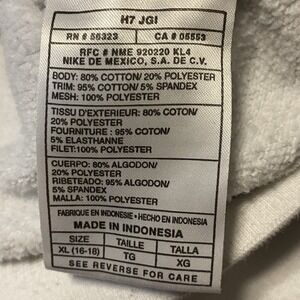 H7 JGI
RN # 56323 CA # 05553
RFC # NME 920220 KL4
NIKE DE MEXICO, S.A. DE C.V.
BODY: 80% COTTON/ 20% POLYESTER
TRIM: 95% COTTON/ 5% SPANDEX
MESH: 100% POLYESTER
TISSU D'EXTERIEUR: 80% COTON/
20% POLYESTER
FOURNITURE : 95% COTON/
5% ELASTHANNE
FILET:100% POLYESTER
CUERPO: 80% ALGODON/
20% POLIESTER
RIBETEADO: 95% ALGODON/
5% SPANDEX
MALLA: 100% POLIESTER
FABRIQUE EN INDONESIE • HECHO EN INDONESIA
MADE IN INDONESIA
SIZE TAILLE TALLA
XL (16-18) TG XG
SEE REVERSE FOR CARE